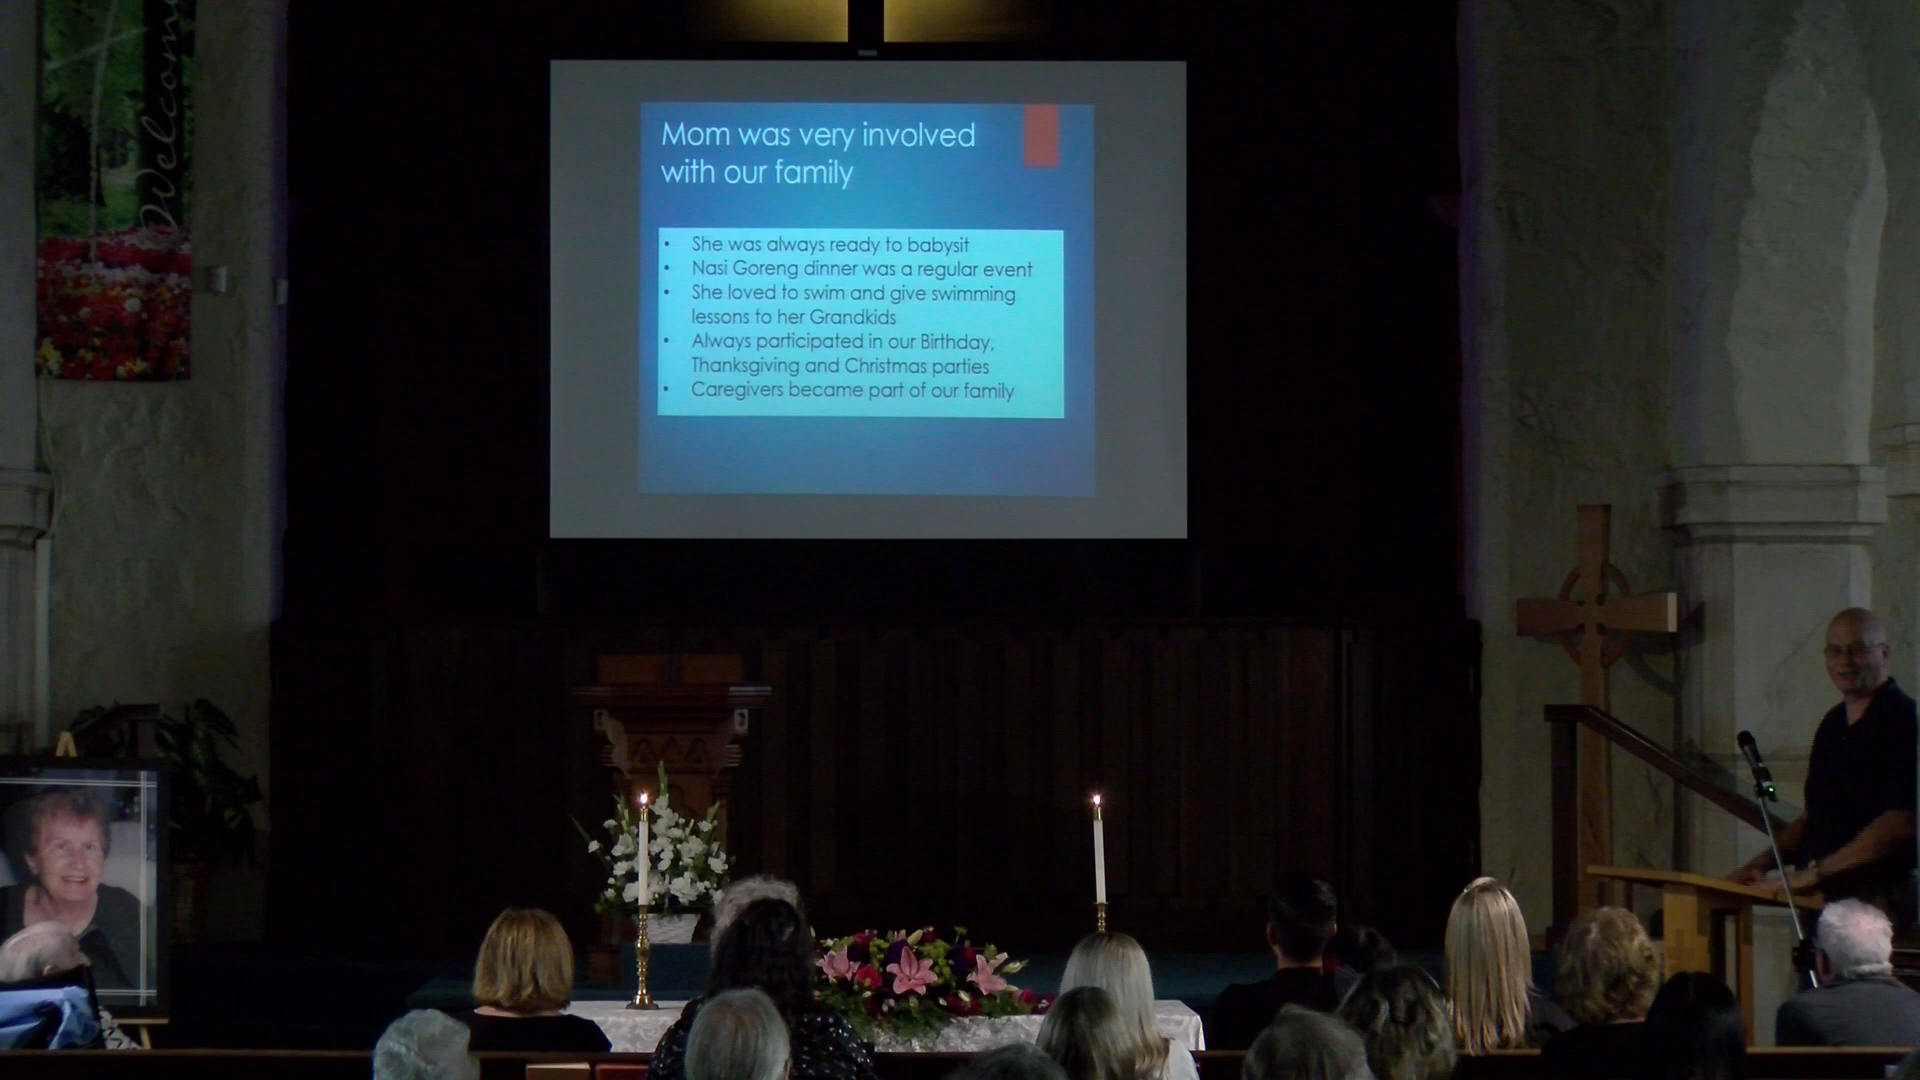 Welcome
Mom was very involved
with our family
• She was always ready to babysit
• Nasi Goreng dinner was a regular event
• She loved to swim and give swimming
lessons to her Grandkids
• Always participated in our Birthday,
Thanksgiving and Christmas parties
• Caregivers became part of our family